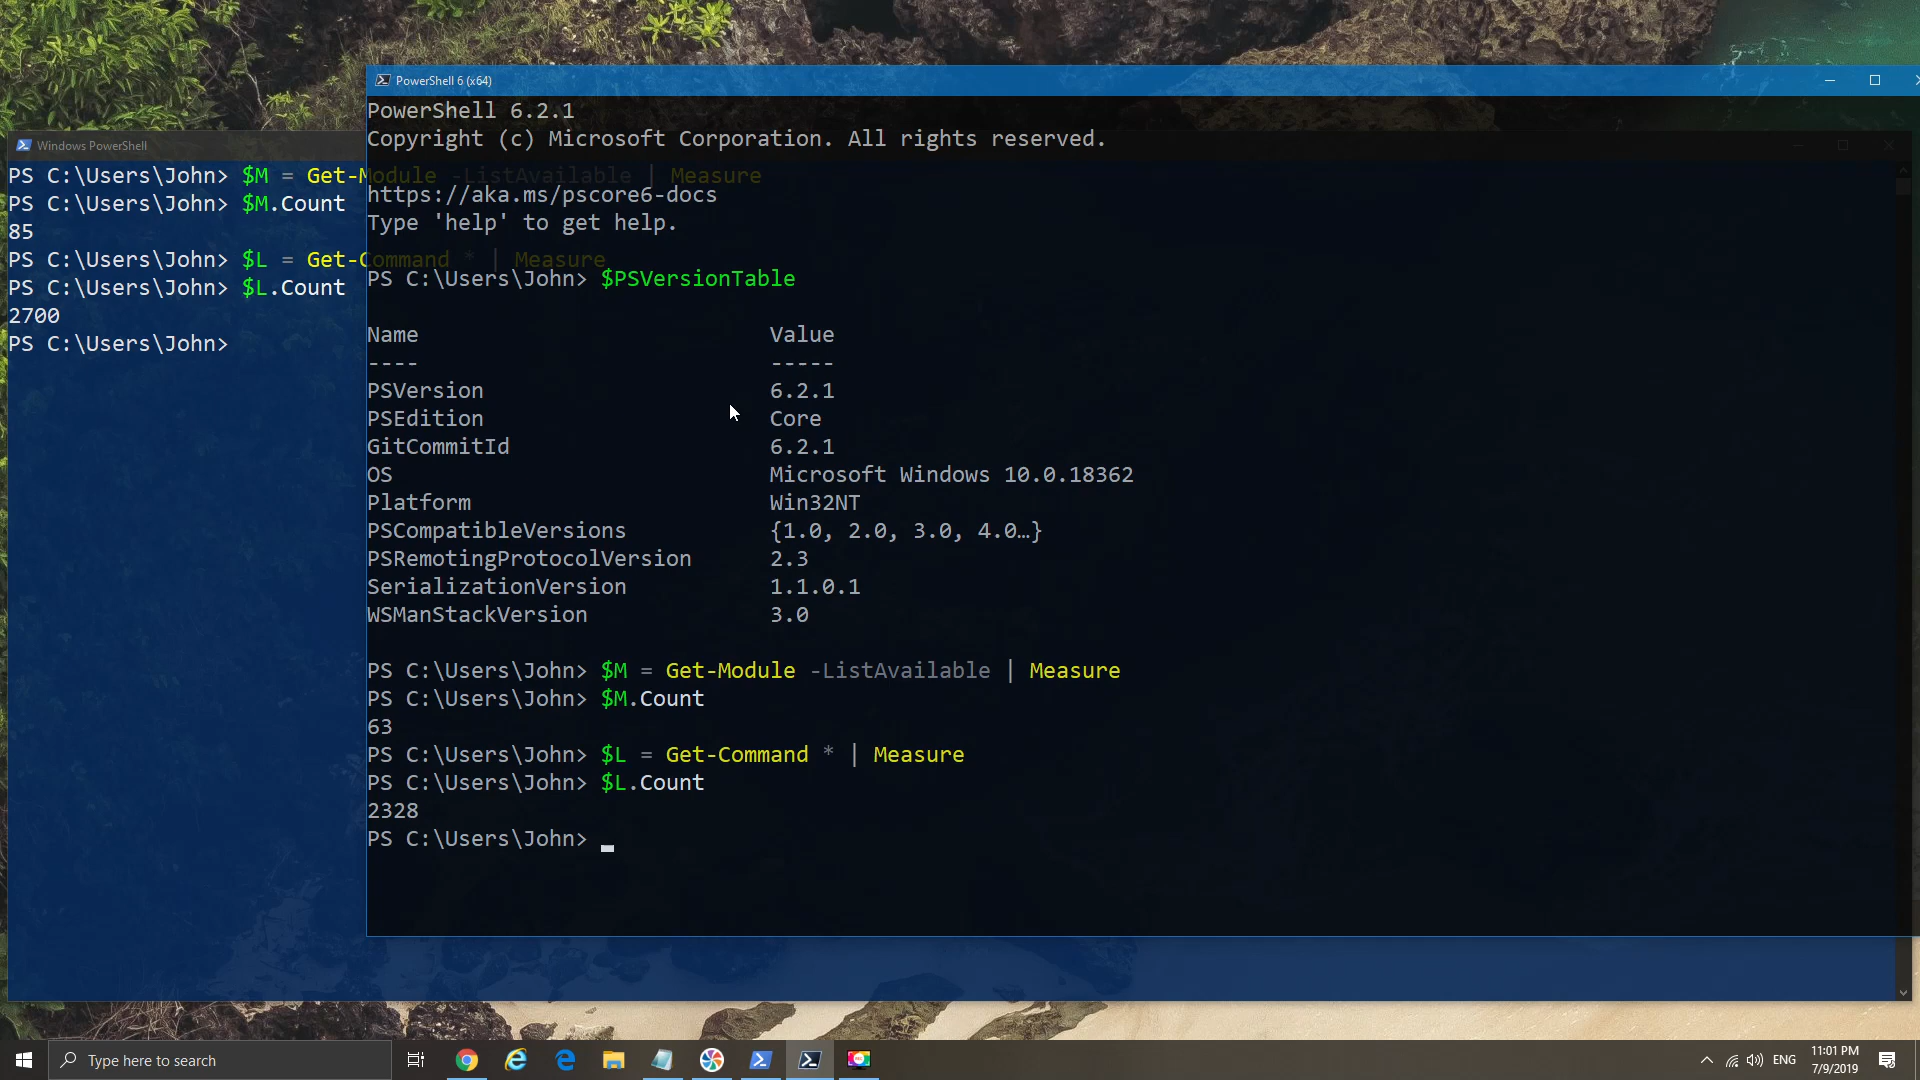 PowerShell 6 (x64)
PowerShell 6.2.1
Copyright (c) Microsoft Corporation. All rights reserved.
https://aka.ms/pscore6-docs
Type 'help' to get help.
PS C:\Users\John> $PSVersionTable
Name Value
---- -----
PSVersion 6.2.1
PSEdition Core
GitCommitId 6.2.1
OS Microsoft Windows 10.0.18362
Platform Win32NT
PSCompatibleVersions {1.0, 2.0, 3.0, 4.0…}
PSRemotingProtocolVersion 2.3
SerializationVersion 1.1.0.1
WSManStackVersion 3.0
PS C:\Users\John> $M = Get-Module -ListAvailable | Measure
PS C:\Users\John> $M.Count
63
PS C:\Users\John> $L = Get-Command * | Measure
PS C:\Users\John> $L.Count
2328
PS C:\Users\John>
Windows PowerShell
PS C:\Users\John> $M = Get-Module -ListAvailable | Measure
PS C:\Users\John> $M.Count
85
PS C:\Users\John> $L = Get-Command * | Measure
PS C:\Users\John> $L.Count
2700
PS C:\Users\John>
Type here to search
ENG
11:01 PM
7/9/2019